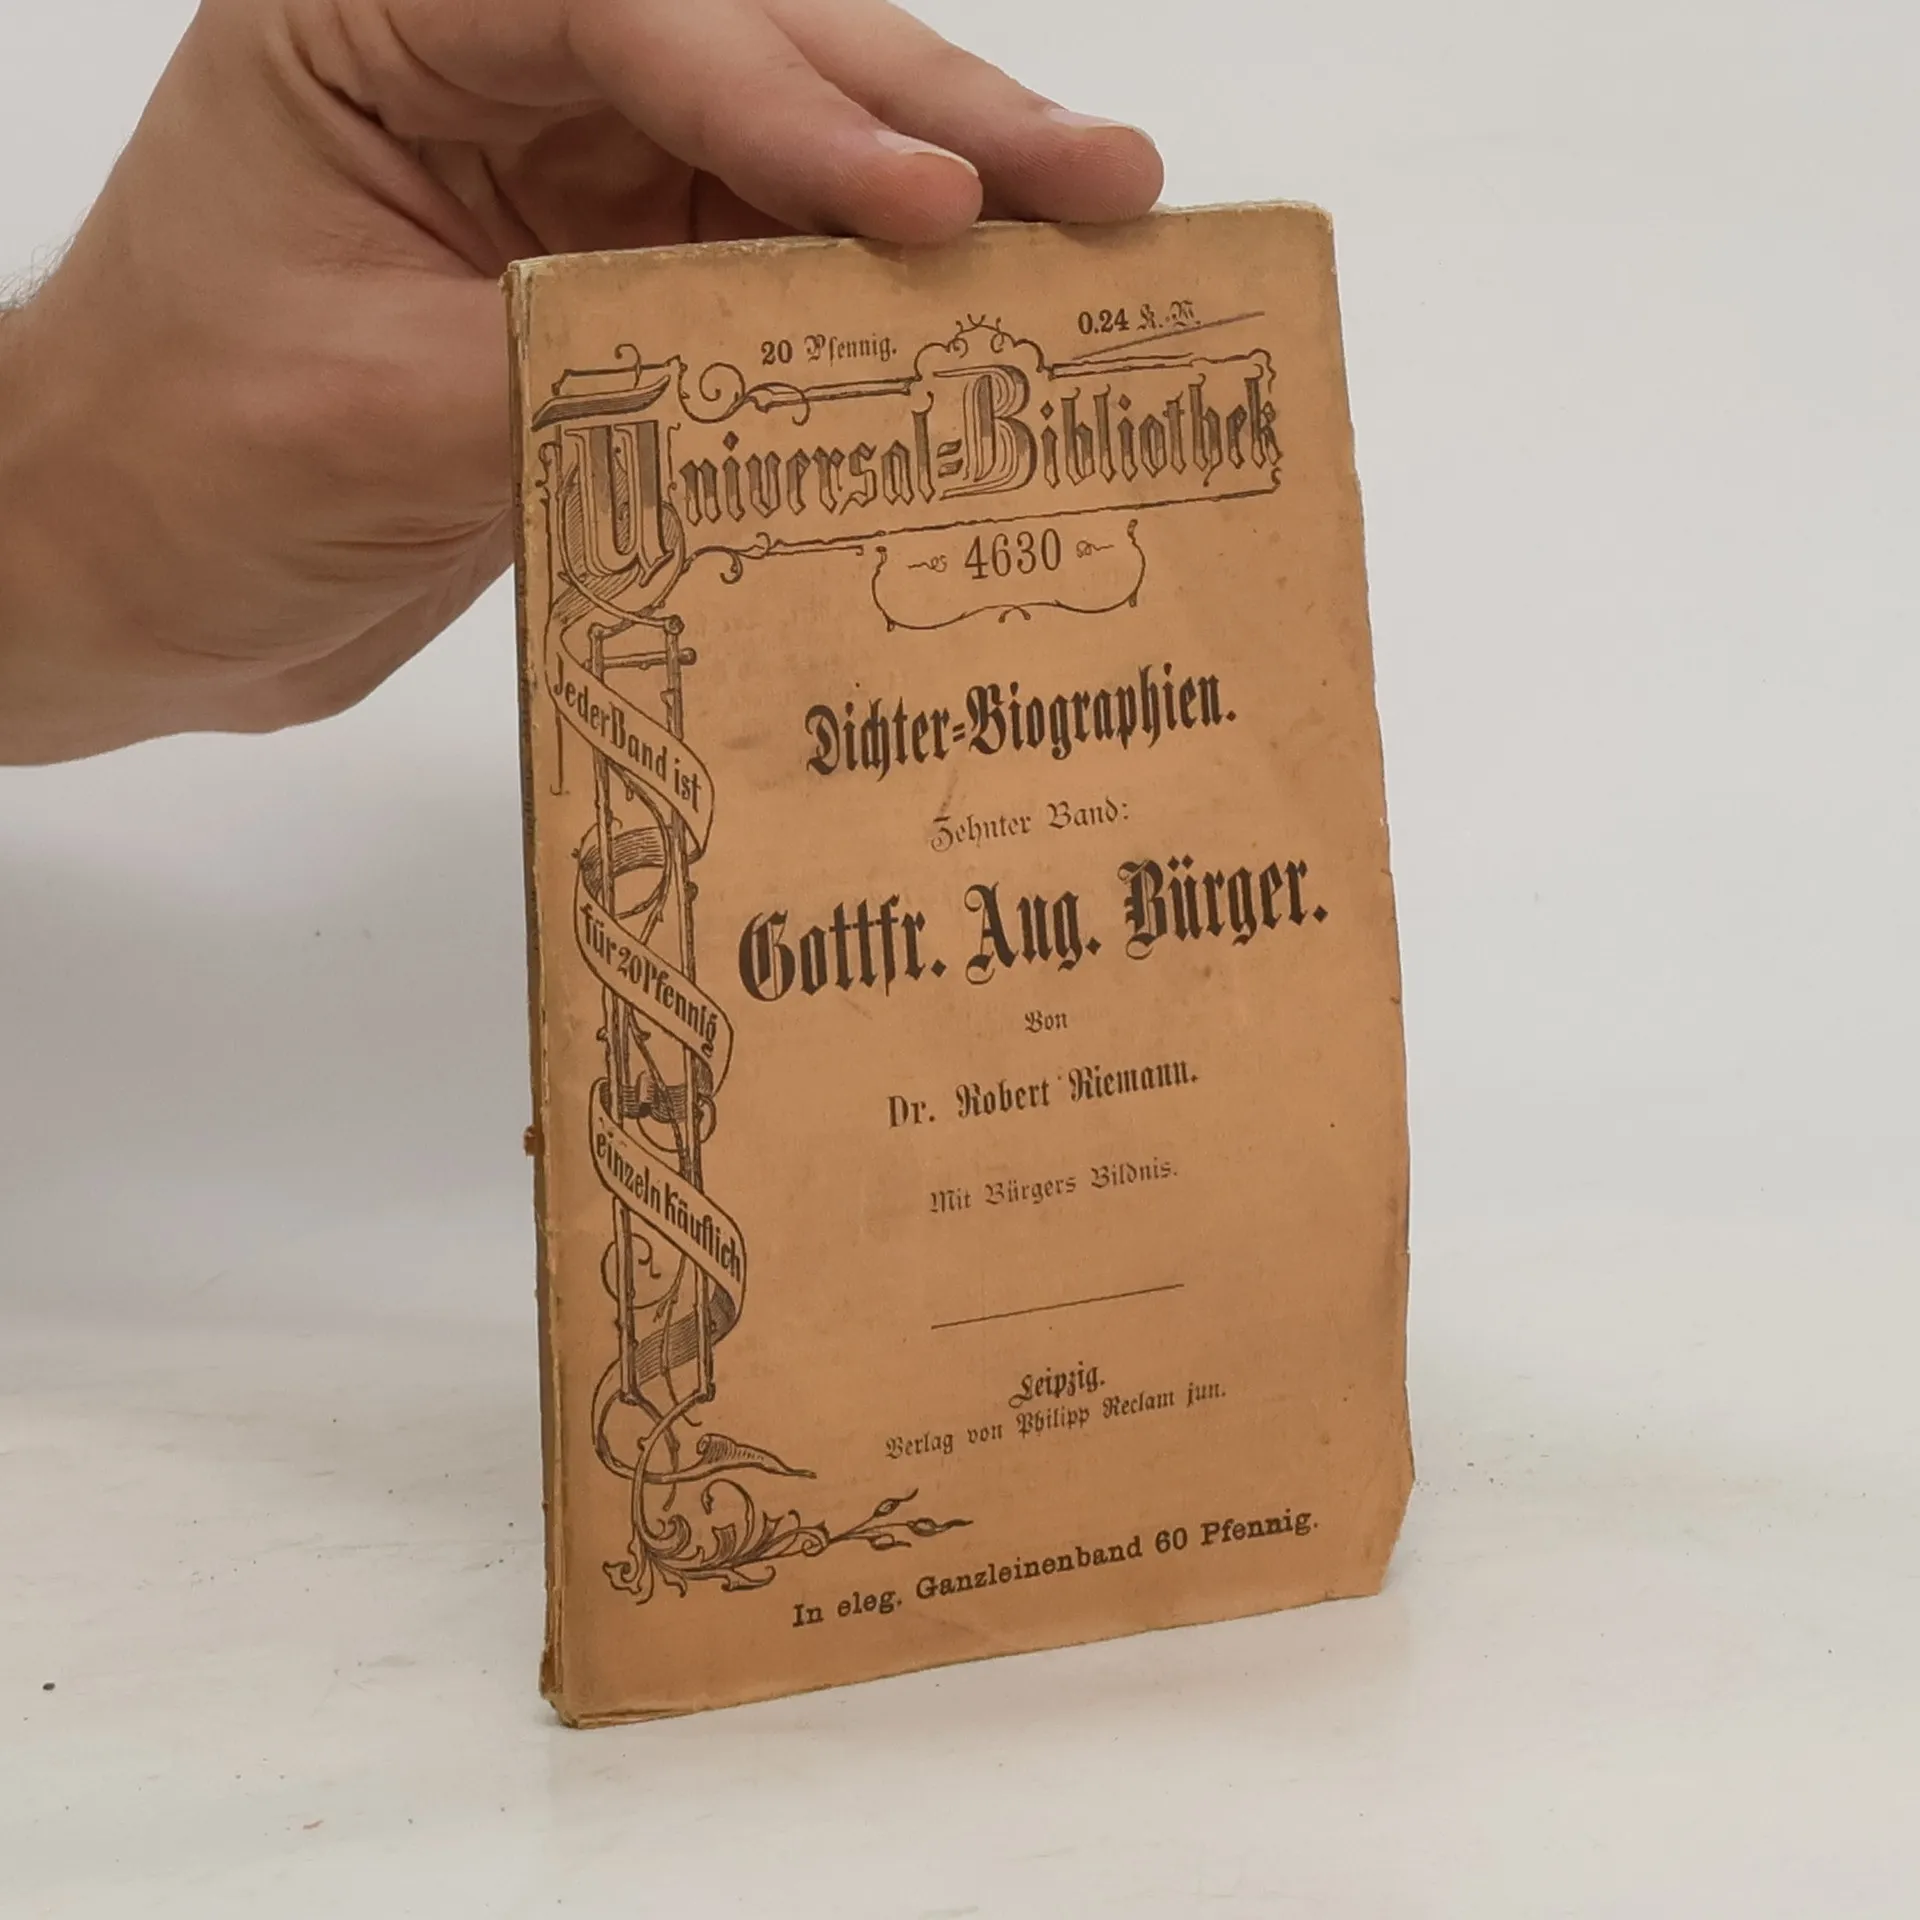 20 Pfennig.
0.24 K.-W.
Universal=Bibliothek
4630
Jeder Band ist
für 20 Pfennig
einzeln käuflich
Dichter=Biographien.
Zehnter Band:
Gottfr. Aug. Bürger.
Von
Dr. Robert Riemann.
Mit Bürgers Bildnis.
Leipzig.
Verlag von Philipp Reclam jun.
In eleg. Ganzleinenband 60 Pfennig.